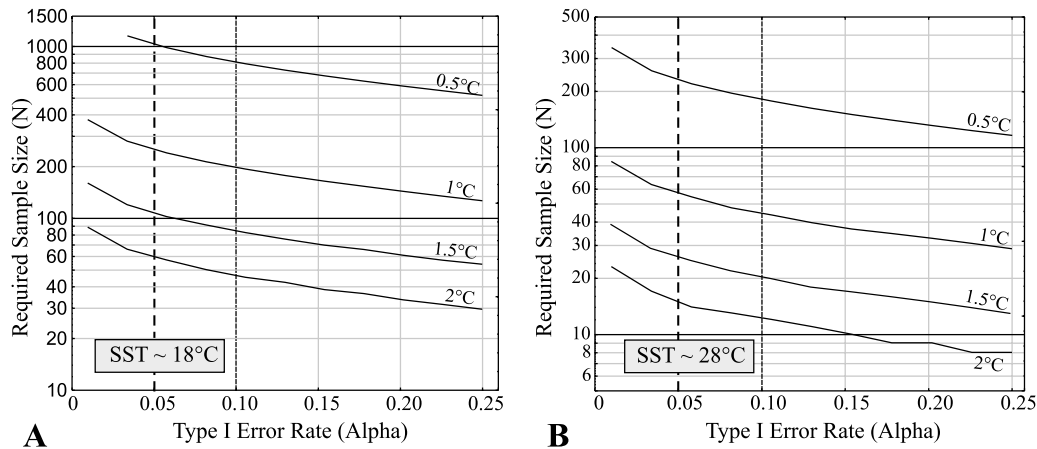 1500
1000
800
600
400
200
100
80
60
40
30
20
10
Required Sample Size (N)
0.5°C
1°C
1.5°C
2°C
SST ~ 18°C
0
0.05
0.10
0.15
0.20
0.25
Type I Error Rate (Alpha)
A
500
300
200
100
80
60
40
30
20
10
8
6
Required Sample Size (N)
0.5°C
1°C
1.5°C
2°C
SST ~ 28°C
0
0.05
0.10
0.15
0.20
0.25
Type I Error Rate (Alpha)
B